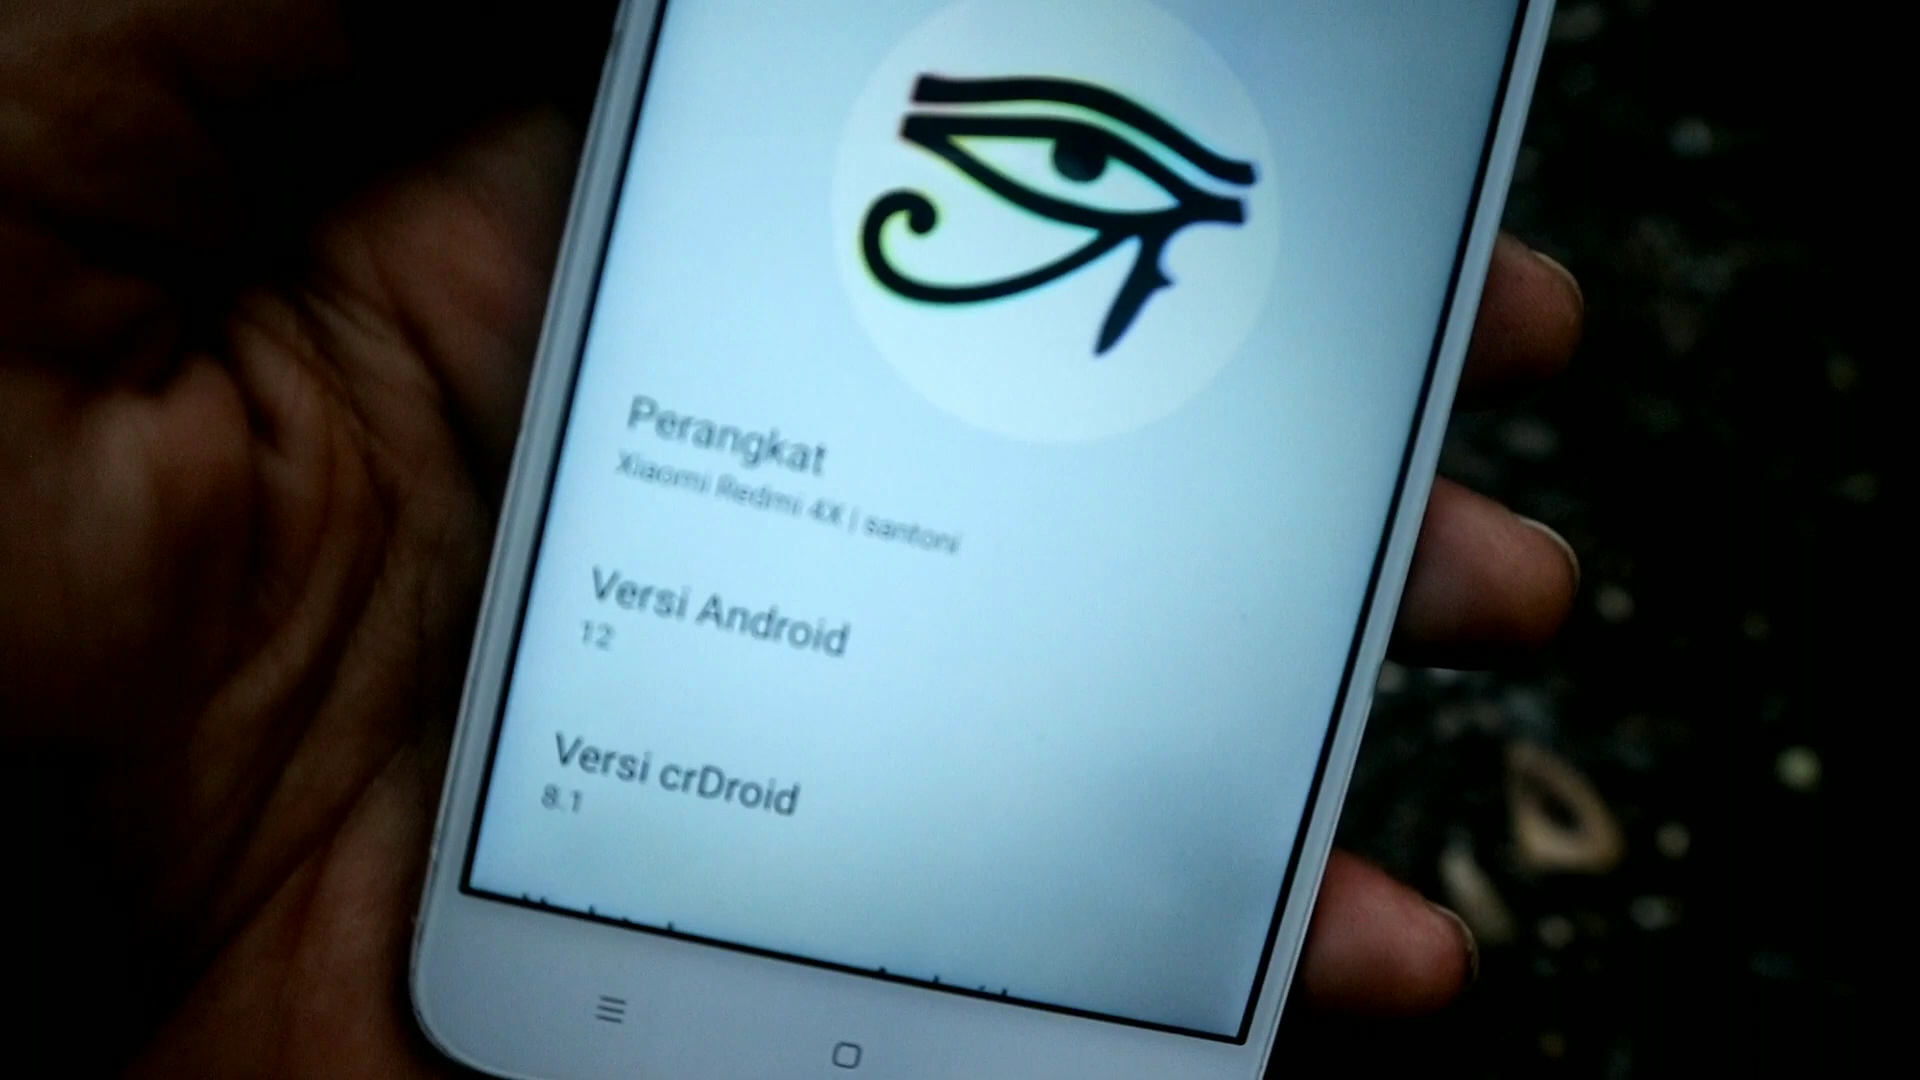 Perangkat
Xiaomi Redmi 4X | santoni
Versi Android
12
Versi crDroid
8.1